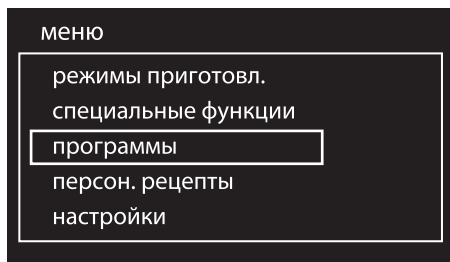 меню
режимы приготовл.
специальные функции
программы
персон. рецепты
настройки